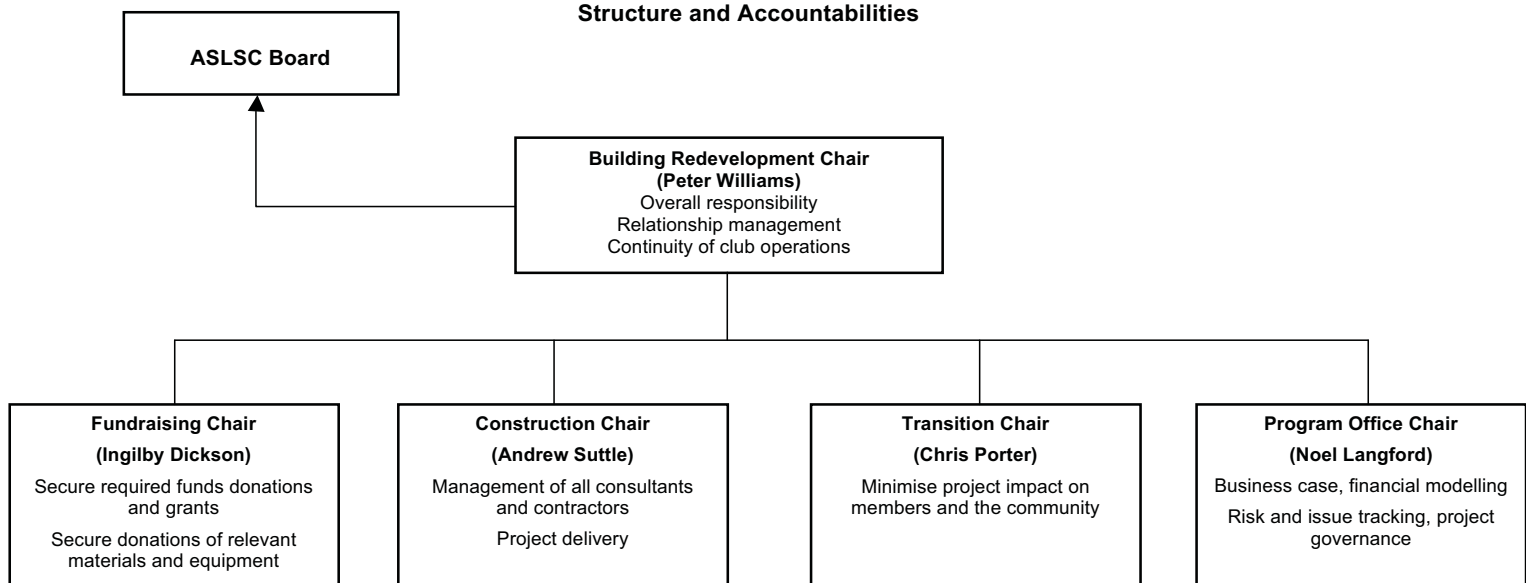 Structure and Accountabilities
ASLSC Board
Building Redevelopment Chair
(Peter Williams)
Overall responsibility
Relationship management
Continuity of club operations
Fundraising Chair
(Ingilby Dickson)
Secure required funds donations
and grants
Secure donations of relevant
materials and equipment
Construction Chair
(Andrew Suttle)
Management of all consultants
and contractors
Project delivery
Transition Chair
(Chris Porter)
Minimise project impact on
members and the community
Program Office Chair
(Noel Langford)
Business case, financial modelling
Risk and issue tracking, project
governance